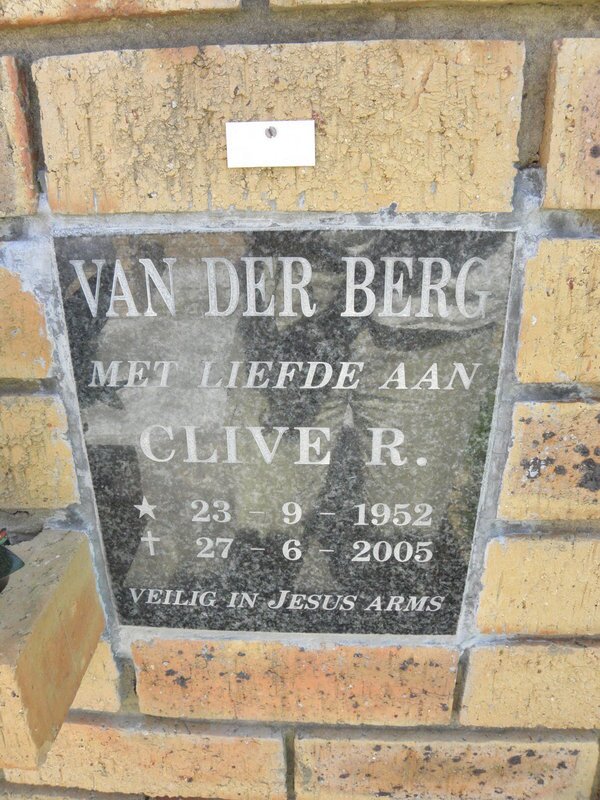 VAN DER BERG
MET LIEFDE AAN
CLIVE R.
★ 23 - 9 - 1952
✝ 27 - 6 - 2005
VEILIG IN JESUS ARMS